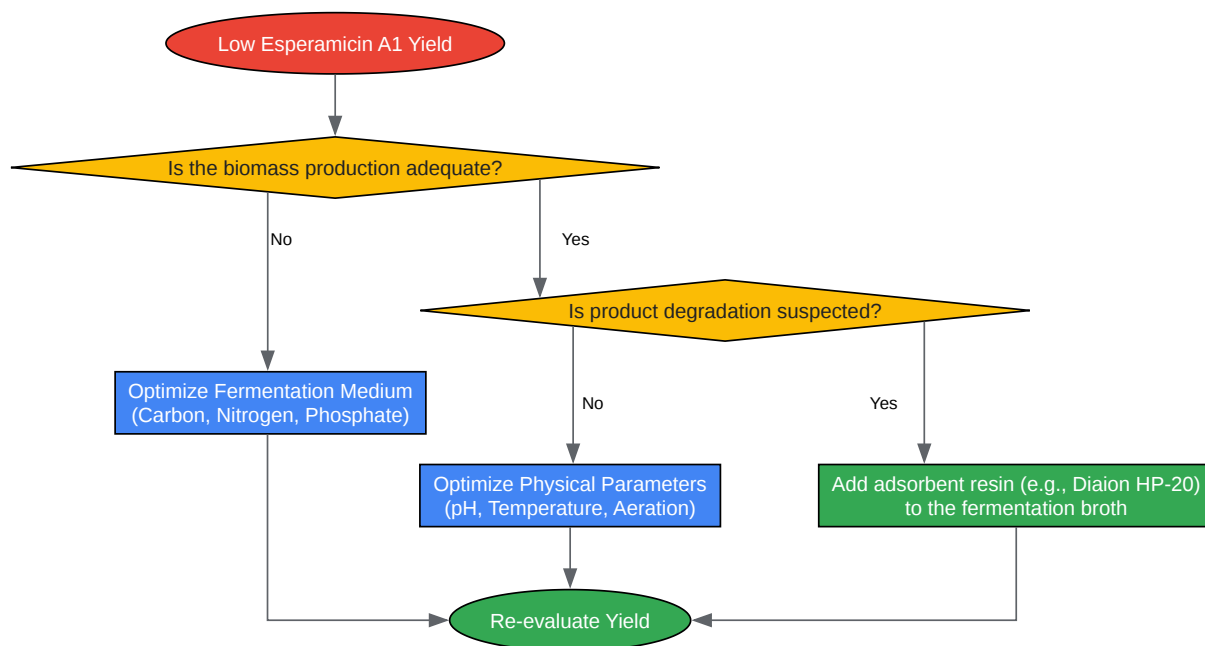 Low Esperamicin A1 Yield
Is the biomass production adequate?
No
Yes
Is product degradation suspected?
Optimize Fermentation Medium
(Carbon, Nitrogen, Phosphate)
No
Yes
Optimize Physical Parameters
(pH, Temperature, Aeration)
Add adsorbent resin (e.g., Diaion HP-20)
to the fermentation broth
Re-evaluate Yield